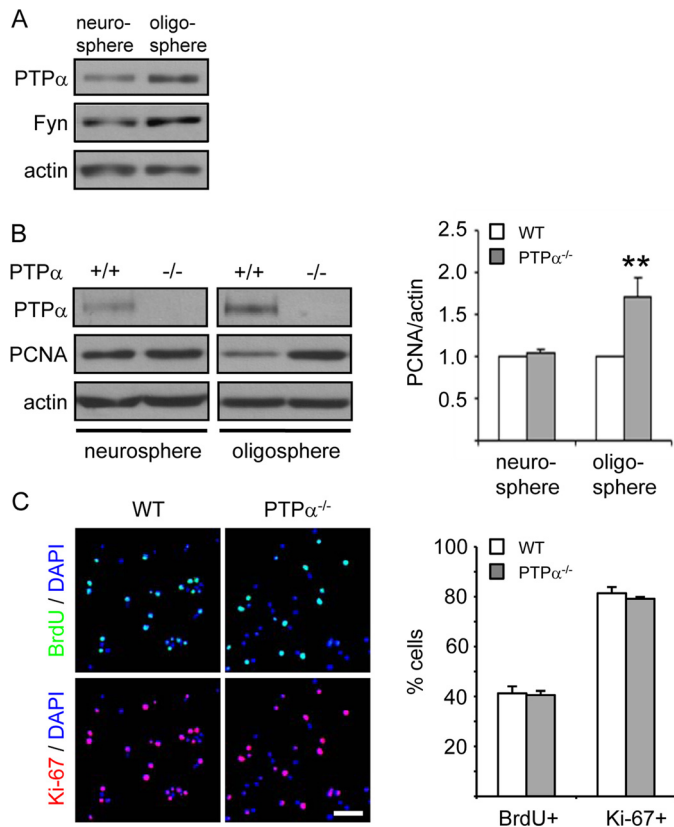 A
neuro-
sphere
oligo-
sphere
PTPα
Fyn
actin
B
PTPα +/+ -/- +/+ -/-
PTPα
PCNA
actin
neurosphere oligosphere
PCNA/actin
2.5
2.0
1.5
1.0
0.5
WT
PTPα-/-
**
neuro-
sphere
oligo-
sphere
C
WT PTPα-/-
BrdU / DAPI
Ki-67 / DAPI
% cells
100
80
60
40
20
WT
PTPα-/-
BrdU+ Ki-67+